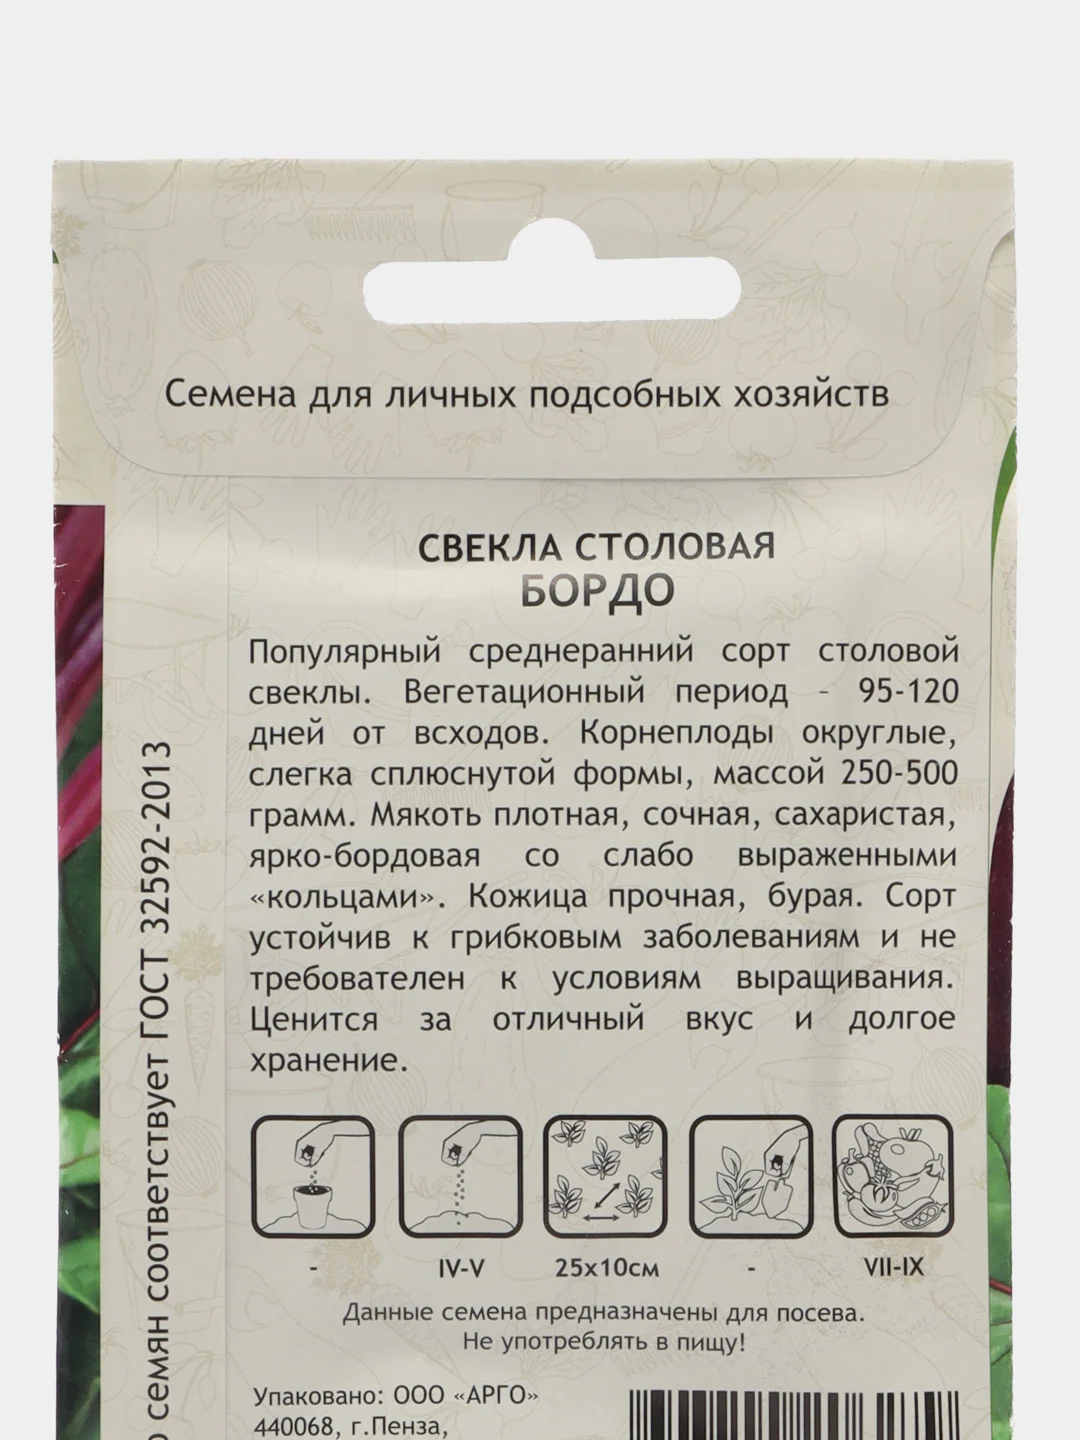 Семена для личных подсобных хозяйств
СВЕКЛА СТОЛОВАЯ
БОРДО
Популярный среднеранний сорт столовой
свеклы. Вегетационный период - 95-120
дней от всходов. Корнеплоды округлые,
слегка сплюснутой формы, массой 250-500
грамм. Мякоть плотная, сочная, сахаристая,
ярко-бордовая со слабо выраженными
«кольцами». Кожица прочная, бурая. Сорт
устойчив к грибковым заболеваниям и не
требователен к условиям выращивания.
Ценится за отличный вкус и долгое
хранение.
- IV-V 25х10см - VII-IX
Данные семена предназначены для посева.
Не употреблять в пищу!
Упаковано: ООО «АРГО»
440068, г.Пенза,
семян соответствует ГОСТ 32592-2013